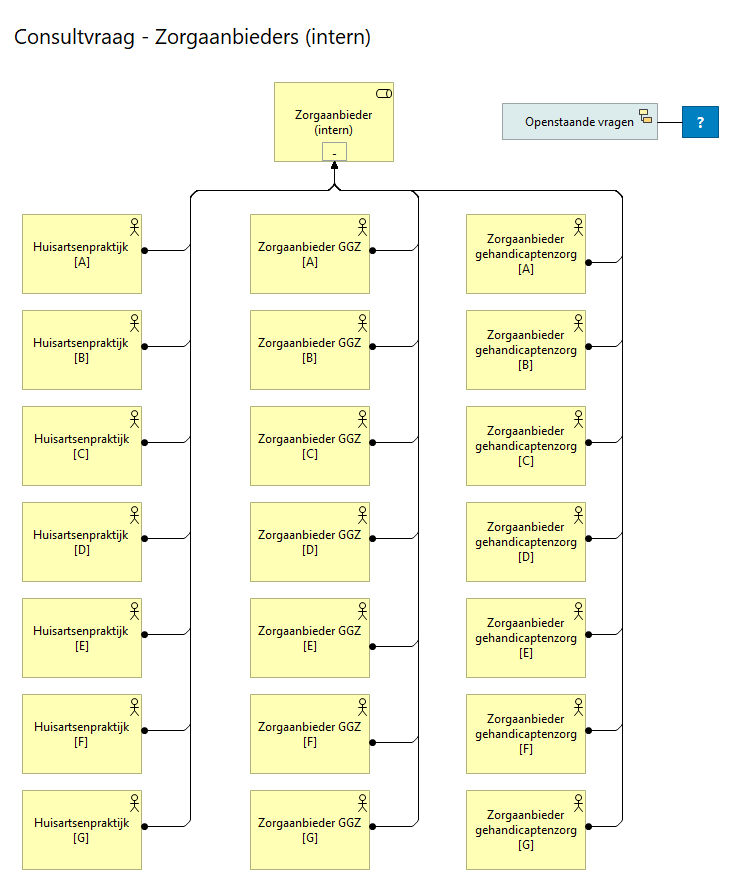 Consultvraag - Zorgaanbieders (intern)
Zorgaanbieder
(intern)
-
Openstaande vragen
?
Huisartsenpraktijk
[A]
Zorgaanbieder GGZ
[A]
Zorgaanbieder
gehandicaptenzorg
[A]
Huisartsenpraktijk
[B]
Zorgaanbieder GGZ
[B]
Zorgaanbieder
gehandicaptenzorg
[B]
Huisartsenpraktijk
[C]
Zorgaanbieder GGZ
[C]
Zorgaanbieder
gehandicaptenzorg
[C]
Huisartsenpraktijk
[D]
Zorgaanbieder GGZ
[D]
Zorgaanbieder
gehandicaptenzorg
[D]
Huisartsenpraktijk
[E]
Zorgaanbieder GGZ
[E]
Zorgaanbieder
gehandicaptenzorg
[E]
Huisartsenpraktijk
[F]
Zorgaanbieder GGZ
[F]
Zorgaanbieder
gehandicaptenzorg
[F]
Huisartsenpraktijk
[G]
Zorgaanbieder GGZ
[G]
Zorgaanbieder
gehandicaptenzorg
[G]